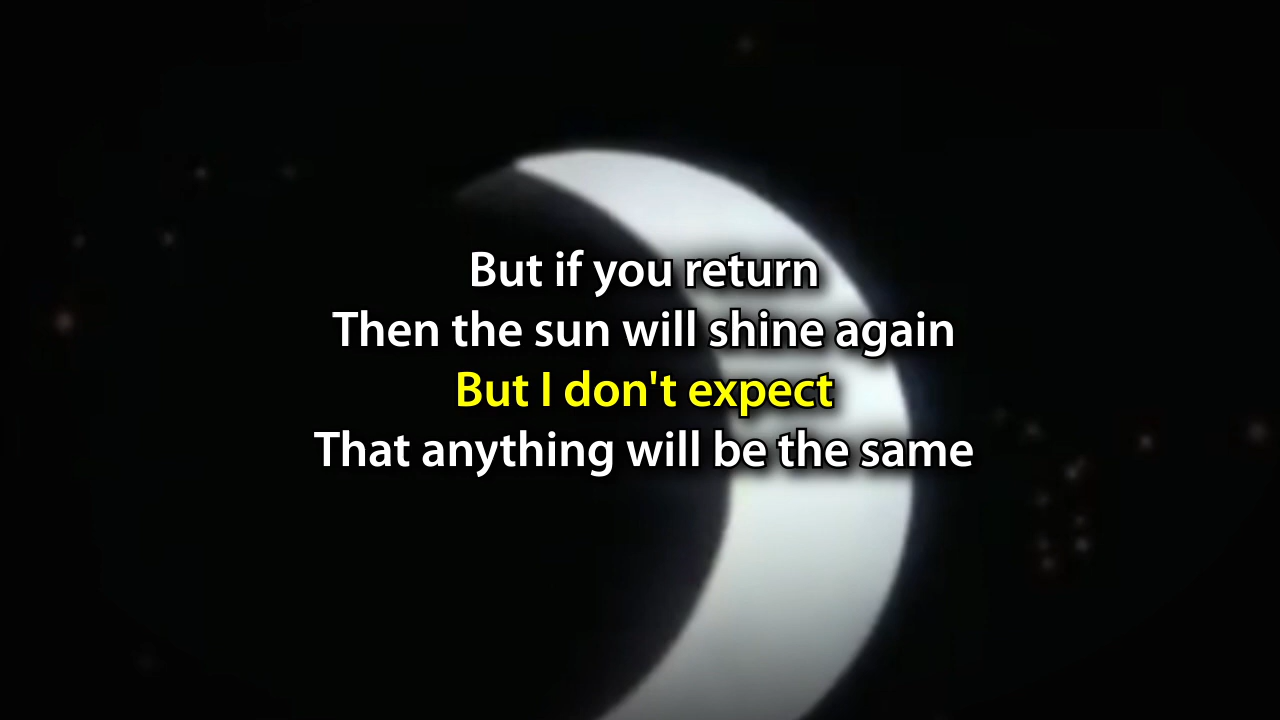 But if you return
Then the sun will shine again
But I don't expect
That anything will be the same